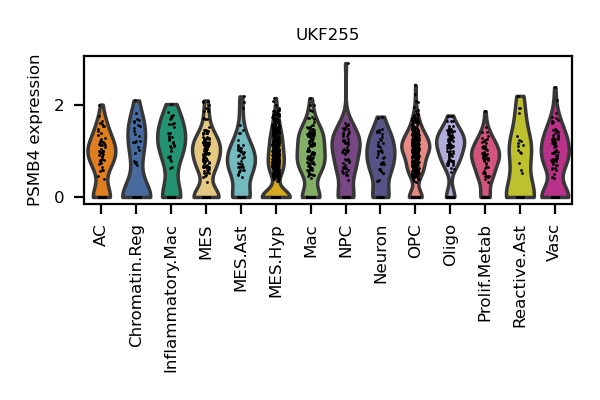 UKF255
PSMB4 expression
2
0
AC
Chromatin.Reg
Inflammatory.Mac
MES
MES.Ast
MES.Hyp
Mac
NPC
Neuron
OPC
Oligo
Prolif.Metab
Reactive.Ast
Vasc